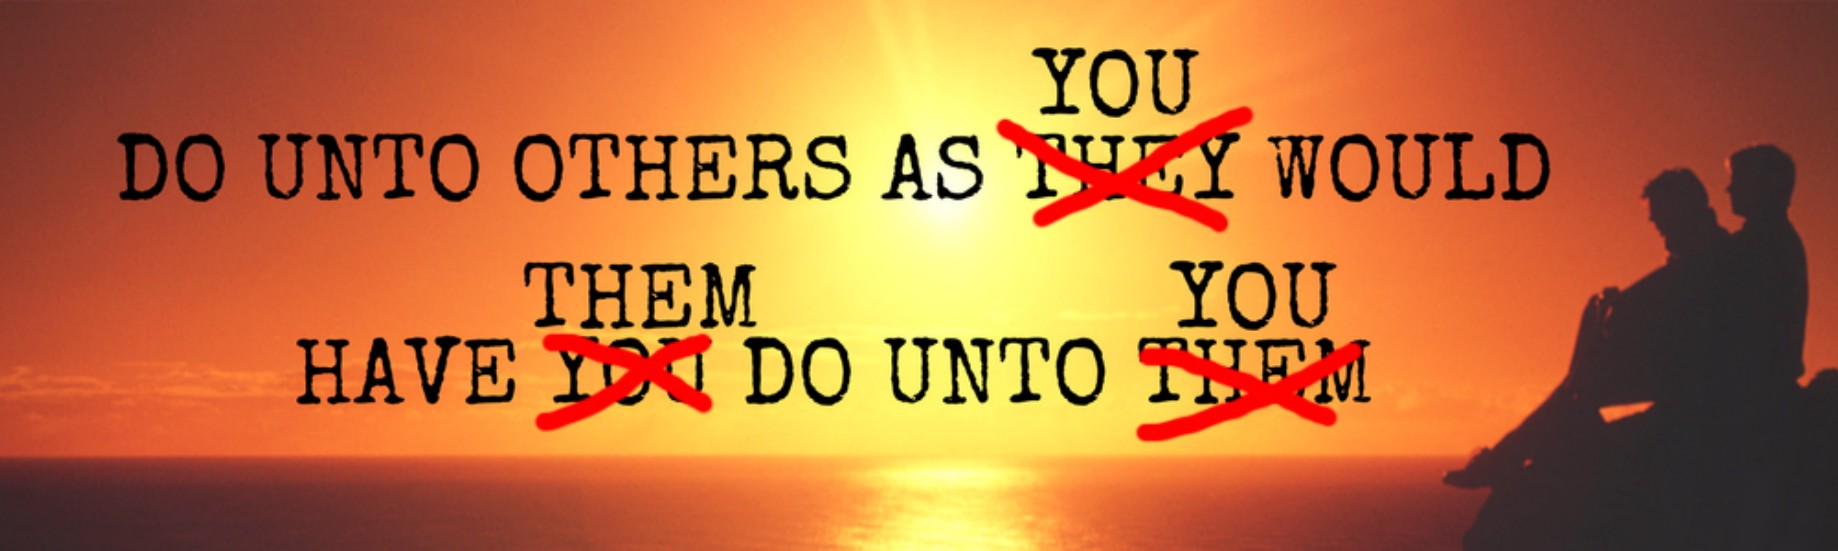 YOU
DO UNTO OTHERS AS THEY WOULD
THEM YOU
HAVE YOU DO UNTO THEM